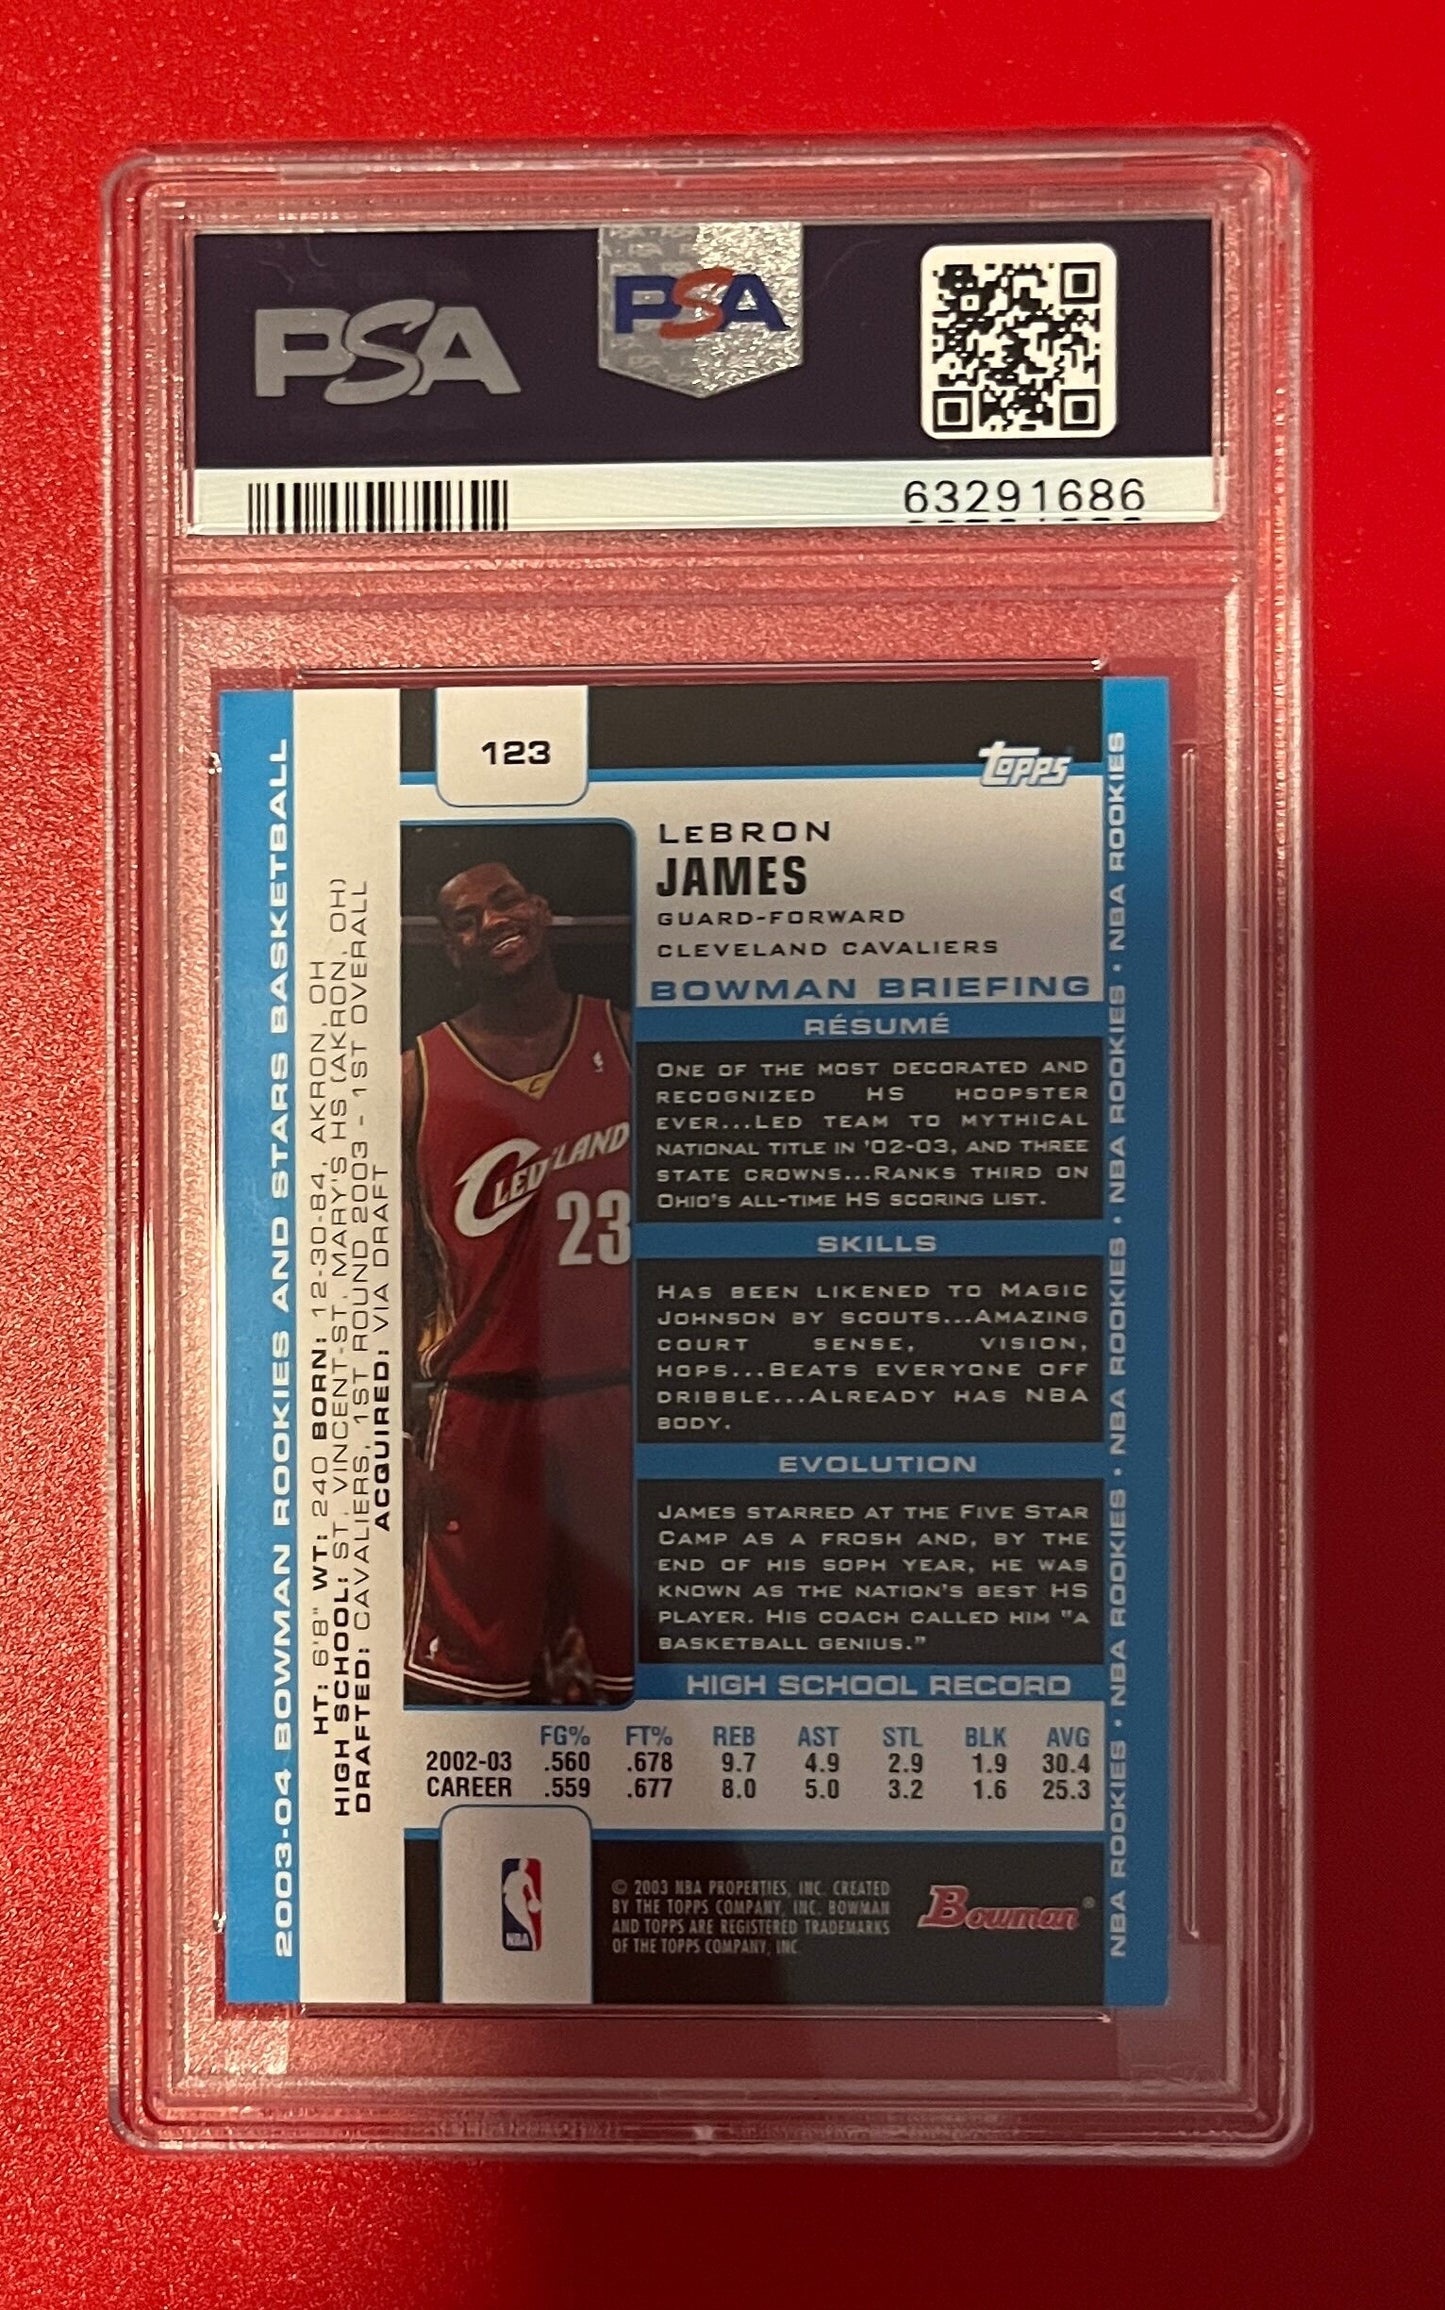 PSA
PSA
63291686
123
Topps
LeBRON
JAMES
GUARD-FORWARD
CLEVELAND CAVALIERS
BOWMAN BRIEFING
RÉSUMÉ
ONE OF THE MOST DECORATED AND
RECOGNIZED HS HOOPSTER
EVER...LED TEAM TO MYTHICAL
NATIONAL TITLE IN '02-03, AND THREE
STATE CROWNS...RANKS THIRD ON
OHIO'S ALL-TIME HS SCORING LIST.
SKILLS
HAS BEEN LIKENED TO MAGIC
JOHNSON BY SCOUTS...AMAZING
COURT SENSE, VISION,
HOPS...BEATS EVERYONE OFF
DRIBBLE...ALREADY HAS NBA
BODY.
EVOLUTION
JAMES STARRED AT THE FIVE STAR
CAMP AS A FROSH AND, BY THE
END OF HIS SOPH YEAR, HE WAS
KNOWN AS THE NATION'S BEST HS
PLAYER. HIS COACH CALLED HIM "A
BASKETBALL GENIUS."
HIGH SCHOOL RECORD
FG% FT% REB AST STL BLK AVG
2002-03 .560 .678 9.7 4.9 2.9 1.9 30.4
CAREER .559 .677 8.0 5.0 3.2 1.6 25.3
2003-04 BOWMAN ROOKIES AND STARS BASKETBALL
HT: 6'8" WT: 240 BORN: 12-30-84, AKRON, OH
HIGH SCHOOL: ST. VINCENT-ST. MARY'S HS (AKRON, OH)
DRAFTED: CAVALIERS, 1ST ROUND 2003 - 1ST OVERALL
ACQUIRED: VIA DRAFT
CLEVELAND
23
NBA ROOKIES • NBA ROOKIES • NBA ROOKIES • NBA ROOKIES • NBA ROOKIES
NBA
© 2003 NBA PROPERTIES, INC. CREATED
BY THE TOPPS COMPANY, INC. BOWMAN
AND TOPPS ARE REGISTERED TRADEMARKS
OF THE TOPPS COMPANY, INC.
Bowman®